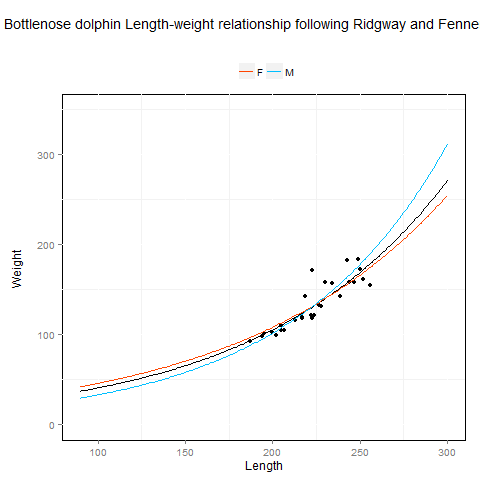 Bottlenose dolphin Length-weight relationship following Ridgway and Fenne
F M
Weight
300
200
100
0
100 150 200 250 300
Length